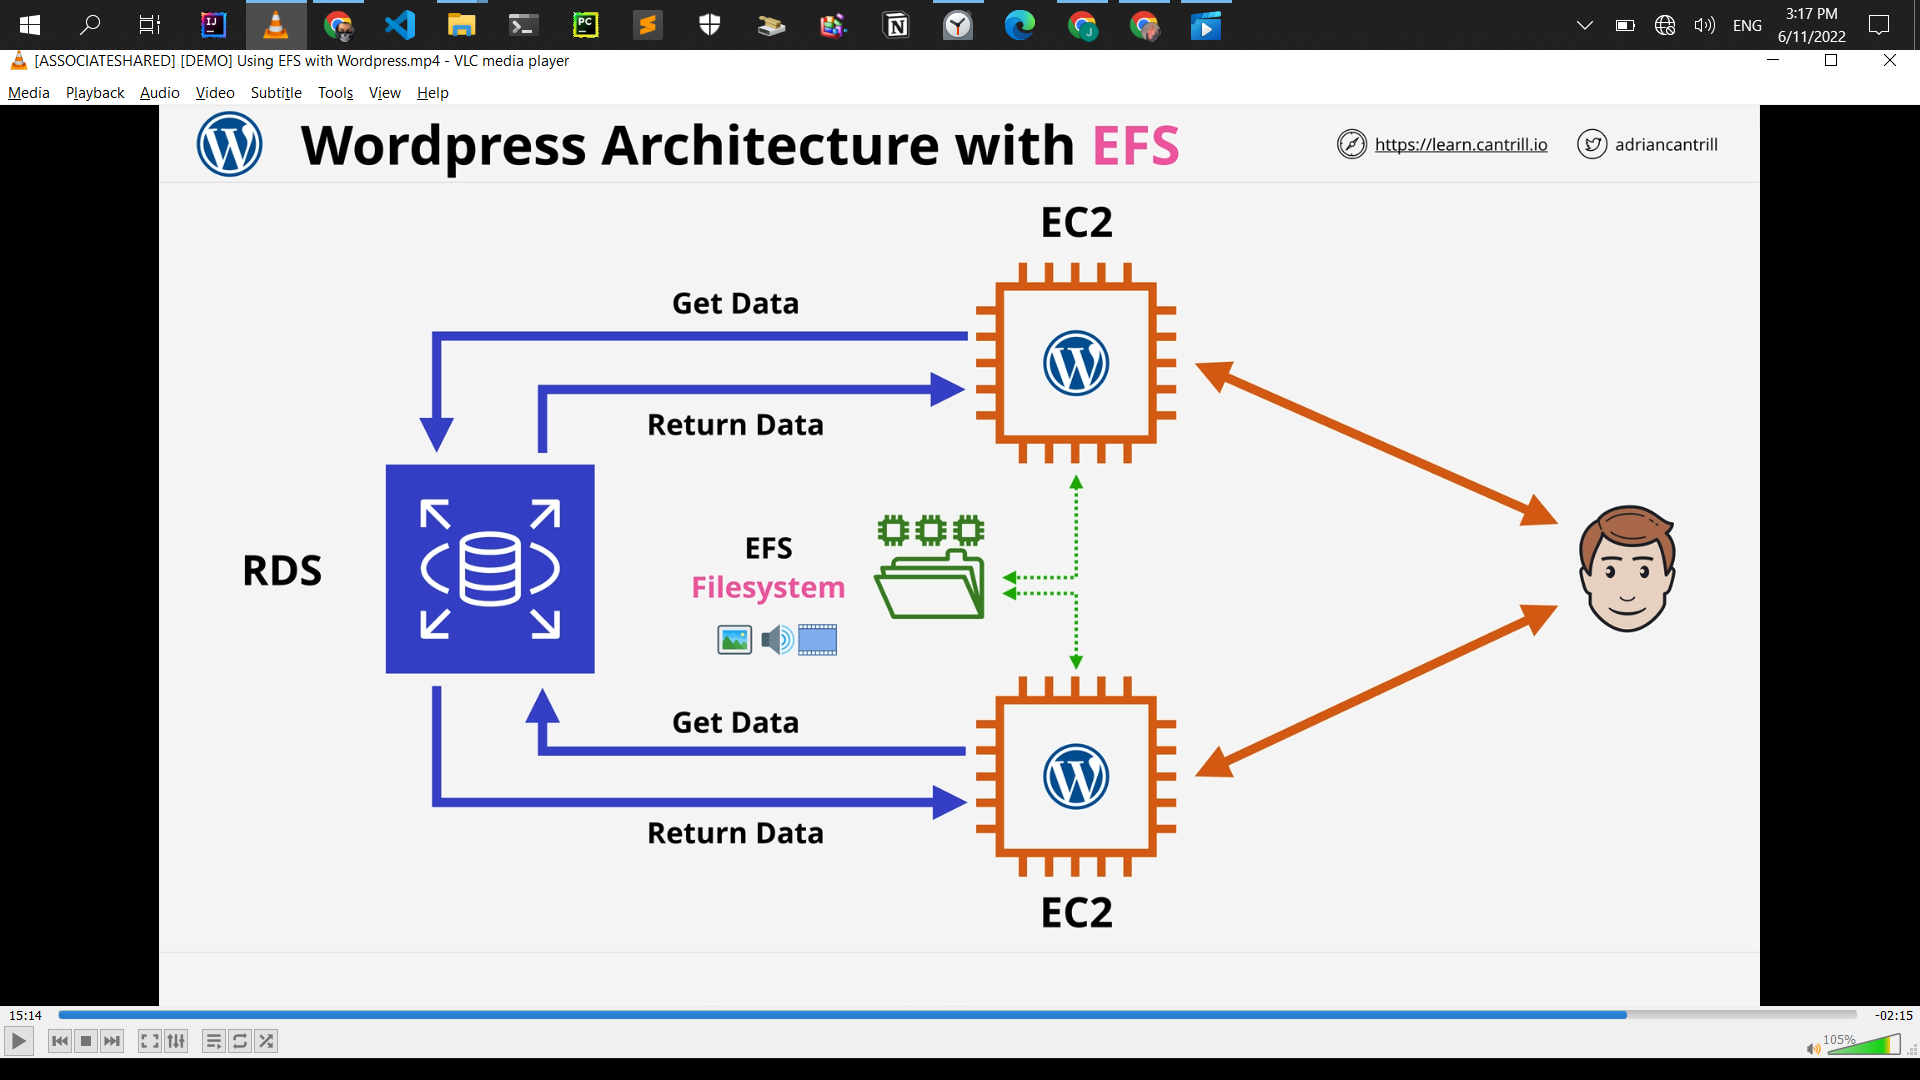 IJ
PC
ENG
3:17 PM
6/11/2022
[ASSOCIATESHARED] [DEMO] Using EFS with Wordpress.mp4 - VLC media player
Media Playback Audio Video Subtitle Tools View Help
Wordpress Architecture with EFS
https://learn.cantrill.io
adriancantrill
EC2
Get Data
Return Data
RDS
EFS
Filesystem
Get Data
Return Data
EC2
15:14
-02:15
105%